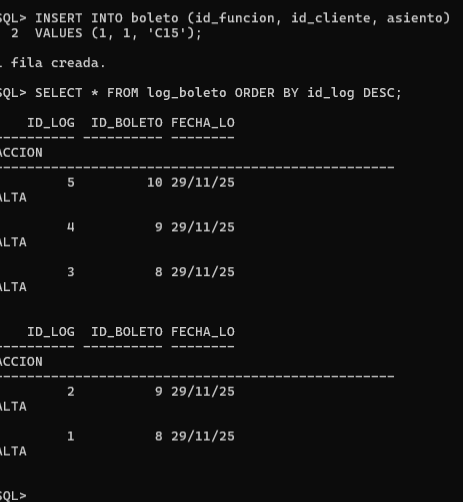 SQL> INSERT INTO boleto (id_funcion, id_cliente, asiento)
  2  VALUES (1, 1, 'C15');
1 fila creada.
SQL> SELECT * FROM log_boleto ORDER BY id_log DESC;
    ID_LOG  ID_BOLETO FECHA_LO
---------- ---------- --------
ACCION
--------------------------------------------------
         5         10 29/11/25
ALTA
         4          9 29/11/25
ALTA
         3          8 29/11/25
ALTA
    ID_LOG  ID_BOLETO FECHA_LO
---------- ---------- --------
ACCION
--------------------------------------------------
         2          9 29/11/25
ALTA
         1          8 29/11/25
ALTA
SQL>